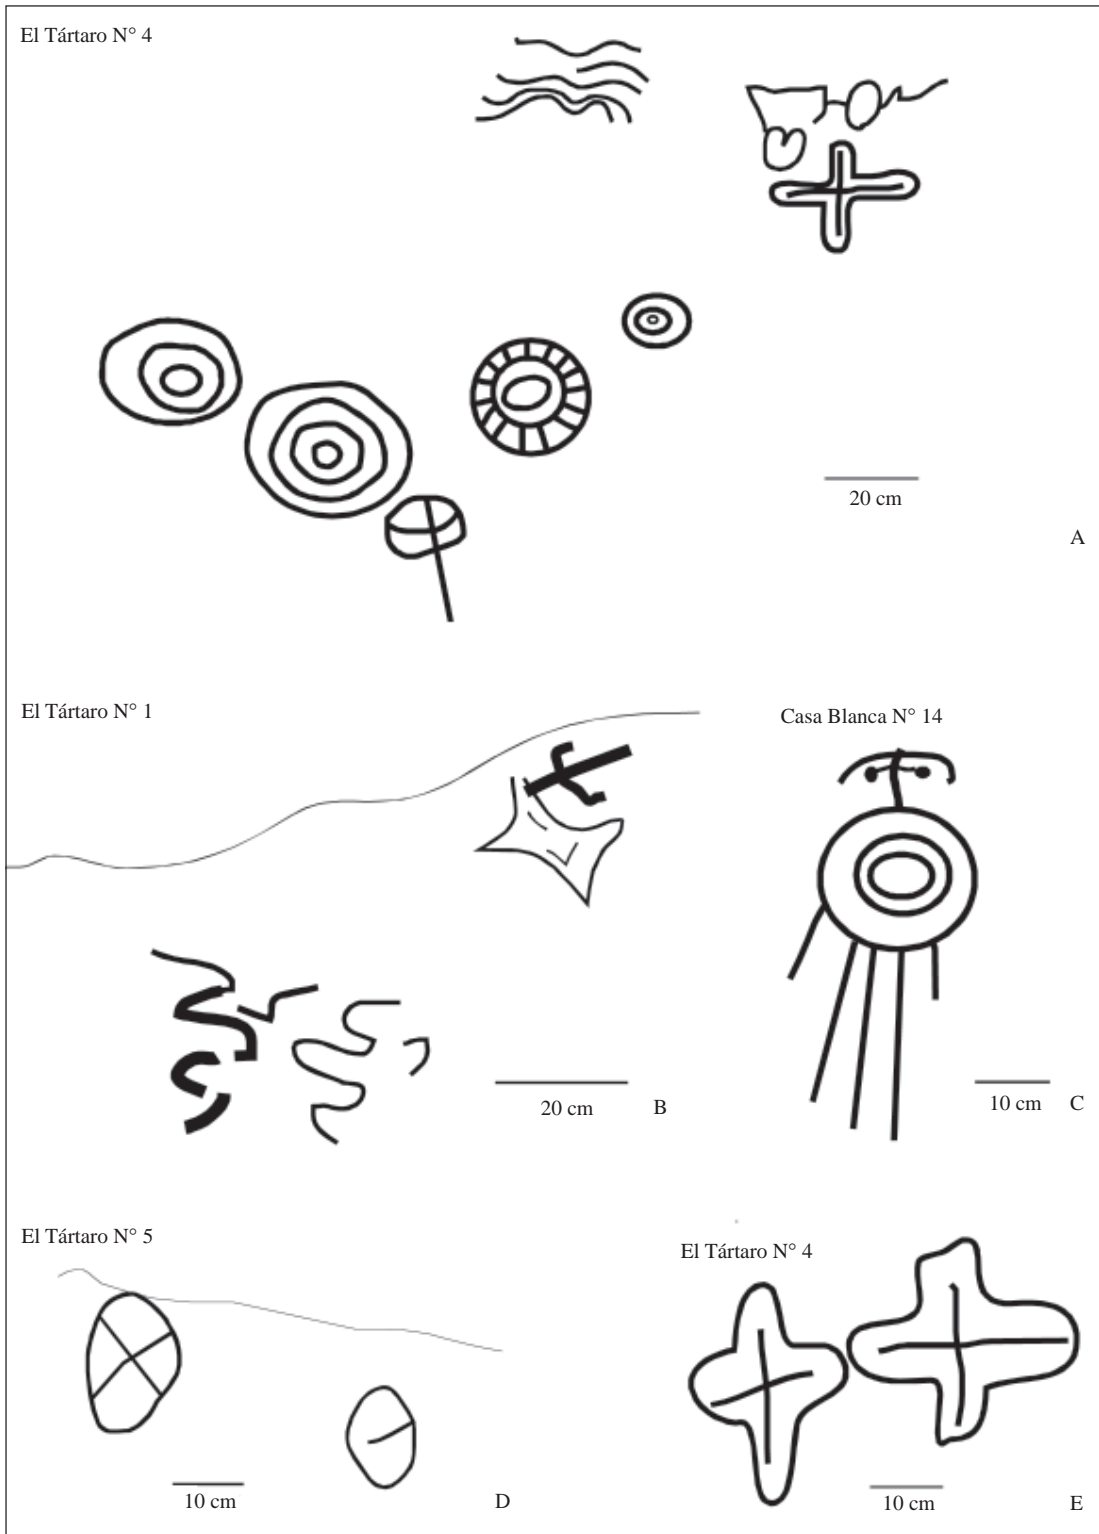 El Tártaro N° 4
20 cm
A
El Tártaro N° 1
20 cm
B
Casa Blanca N° 14
10 cm
C
El Tártaro N° 5
10 cm
D
El Tártaro N° 4
10 cm
E